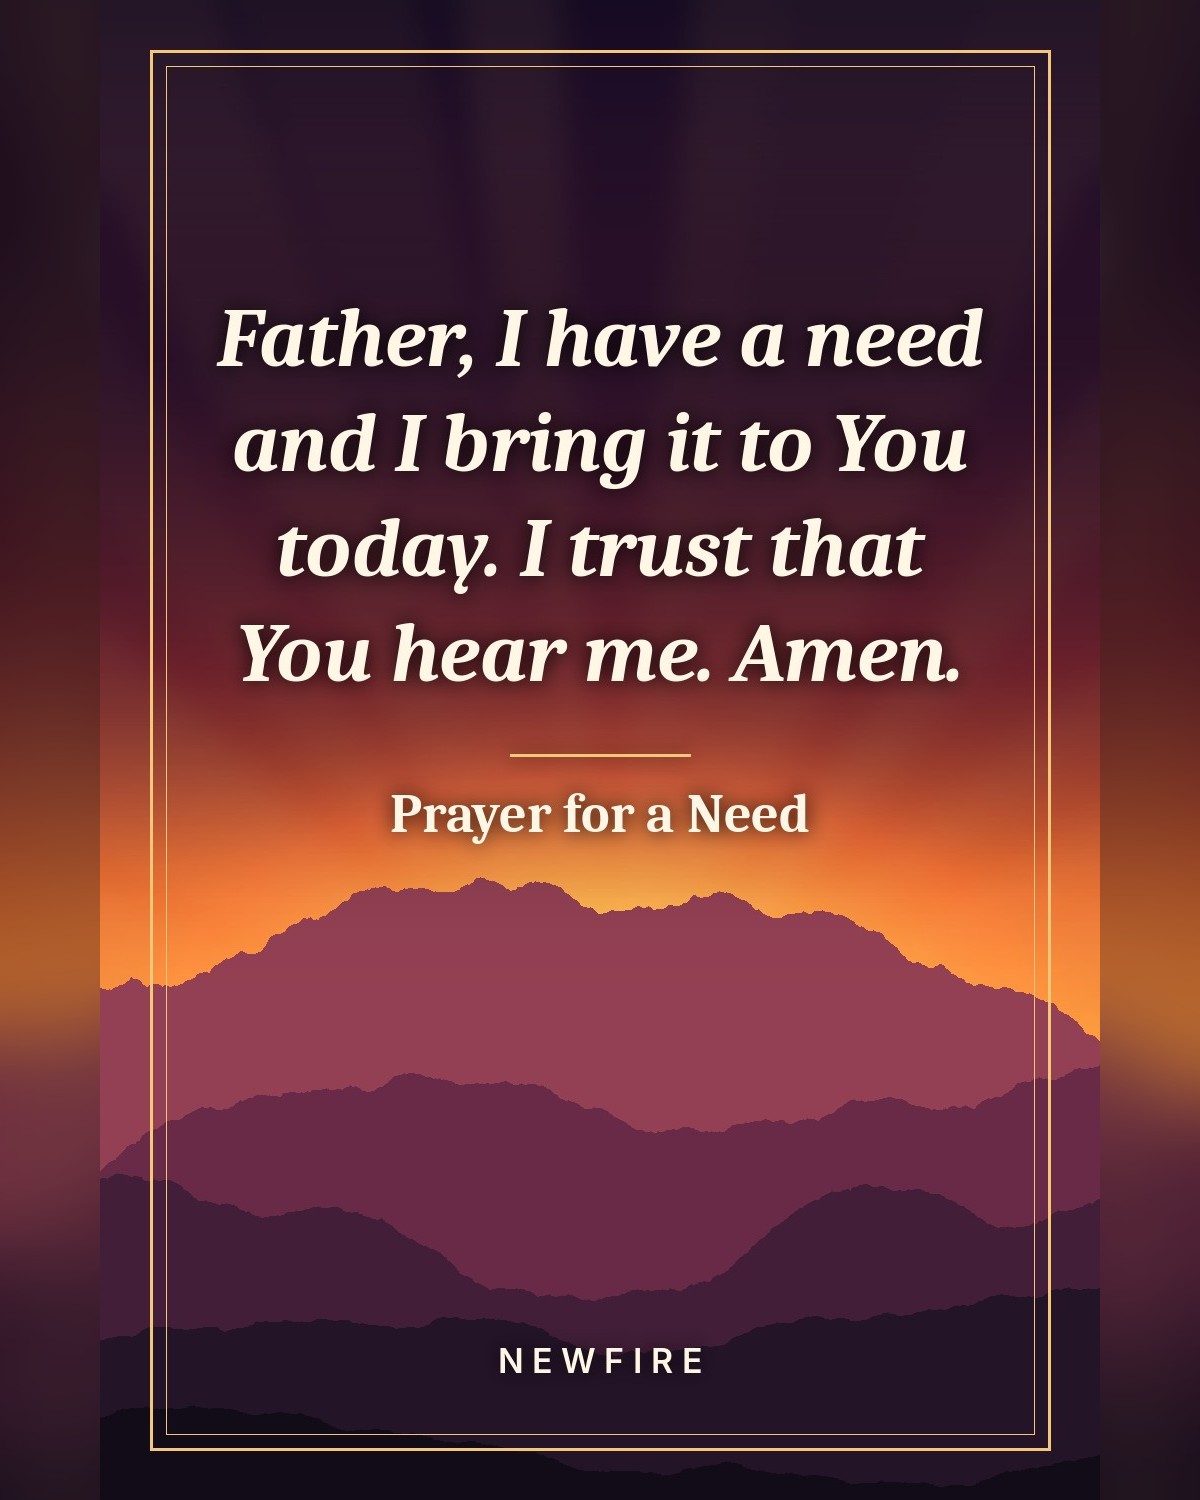 Father, I have a need
and I bring it to You
today. I trust that
You hear me. Amen.
Prayer for a Need
NEWFIRE